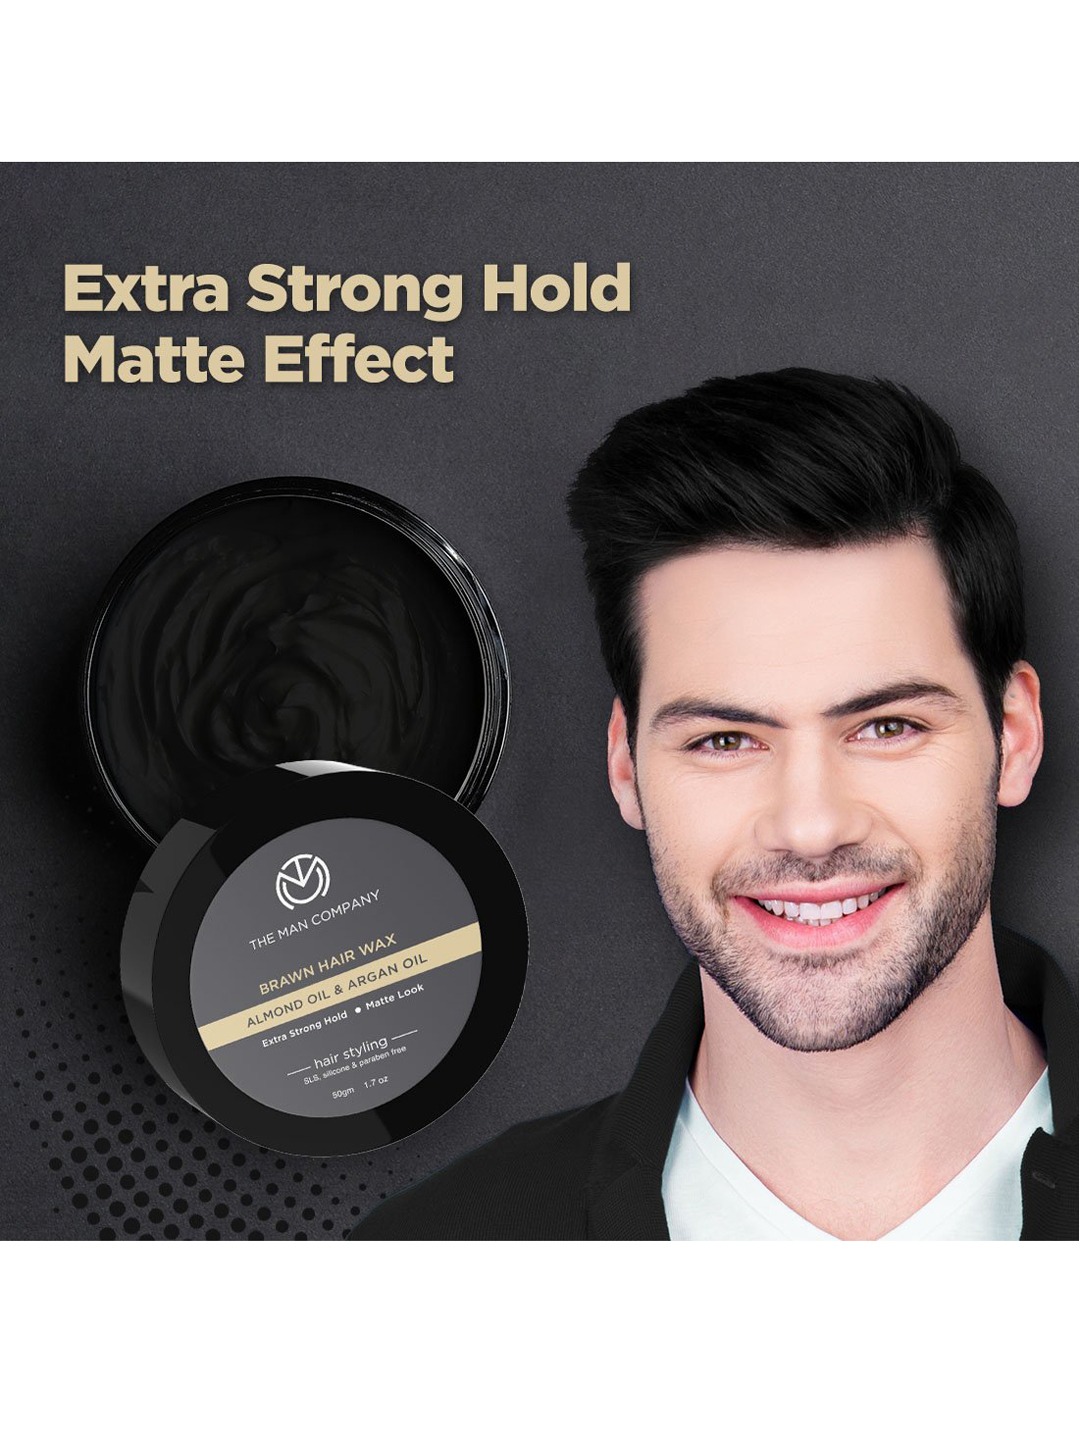 Extra Strong Hold
Matte Effect
THE MAN COMPANY
BRAWN HAIR WAX
ALMOND OIL & ARGAN OIL
Extra Strong Hold • Matte Look
hair styling
SLS, silicone & paraben free
50gm 1.7 oz